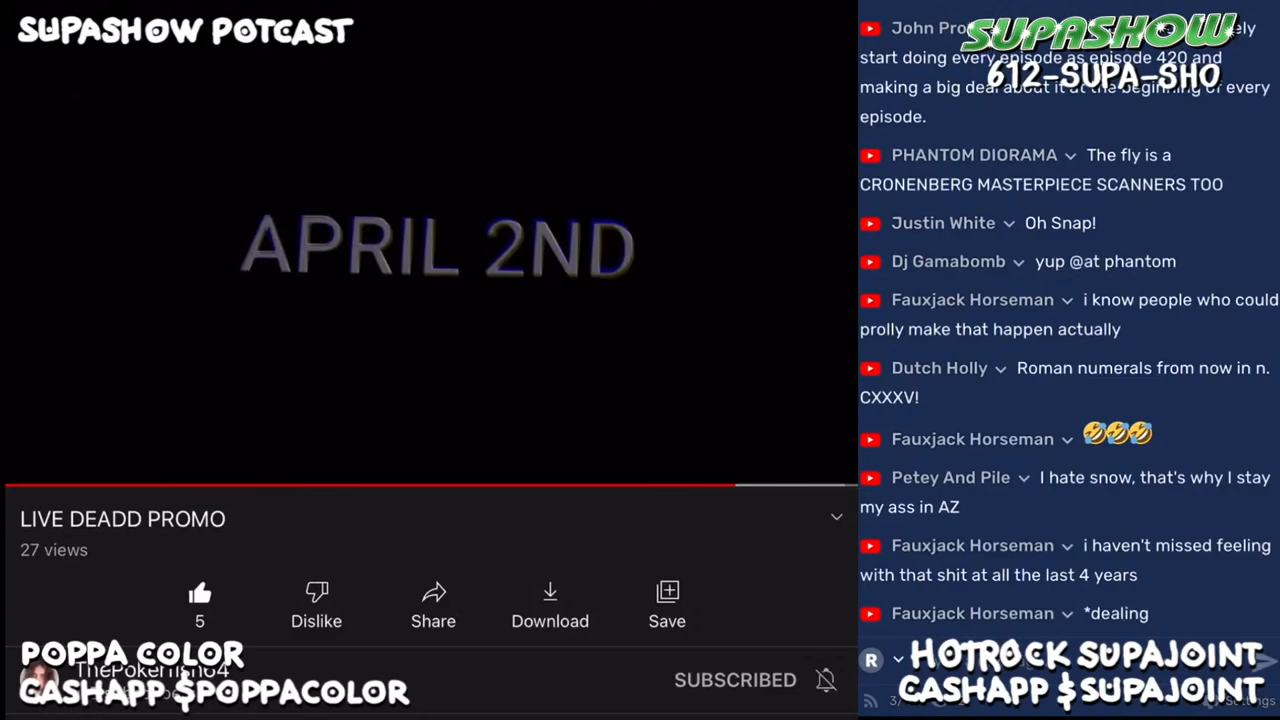 SUPASHOW POTCAST
APRIL 2ND
LIVE DEADD PROMO
27 views
5
Dislike
Share
Download
Save
POPPA COLOR
CASHAPP $POPPACOLOR
SUBSCRIBED
SUPASHOW
612-SUPA-SHO
John Pro
start doing every episode as episode 420 and
making a big deal about it at the beginning of every
episode.
PHANTOM DIORAMA The fly is a
CRONENBERG MASTERPIECE SCANNERS TOO
Justin White Oh Snap!
Dj Gamabomb yup @at phantom
Fauxjack Horseman i know people who could
prolly make that happen actually
Dutch Holly Roman numerals from now in n.
CXXXV!
Fauxjack Horseman 🤣🤣🤣
Petey And Pile I hate snow, that's why I stay
my ass in AZ
Fauxjack Horseman i haven't missed feeling
with that shit at all the last 4 years
Fauxjack Horseman *dealing
R
HOTROCK SUPAJOINT
CASHAPP $SUPAJOINT
Settings